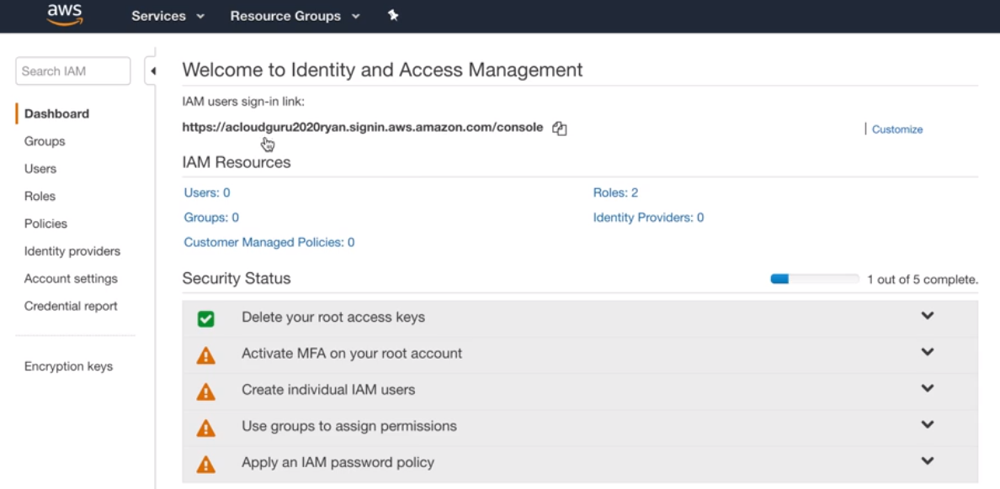 aws Services Resource Groups
Search IAM
Dashboard
Groups
Users
Roles
Policies
Identity providers
Account settings
Credential report
Encryption keys
Welcome to Identity and Access Management
IAM users sign-in link:
https://acloudguru2020ryan.signin.aws.amazon.com/console
Customize
IAM Resources
Users: 0
Roles: 2
Groups: 0
Identity Providers: 0
Customer Managed Policies: 0
Security Status
1 out of 5 complete.
Delete your root access keys
Activate MFA on your root account
Create individual IAM users
Use groups to assign permissions
Apply an IAM password policy